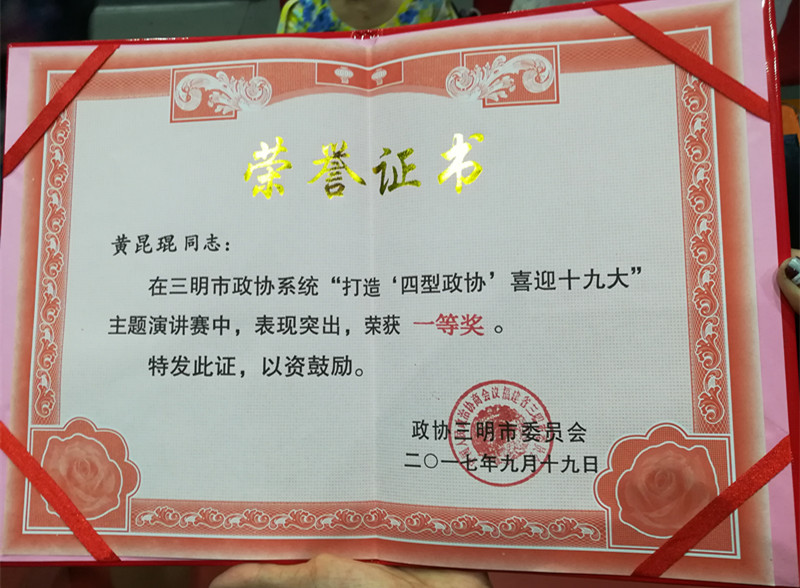 荣誉证书
黄昆琨同志：
在三明市政协系统“打造‘四型政协’喜迎十九大”
主题演讲赛中，表现突出，荣获 一等奖 。
特发此证，以资鼓励。
政协三明市委员会
二〇一七年九月十九日